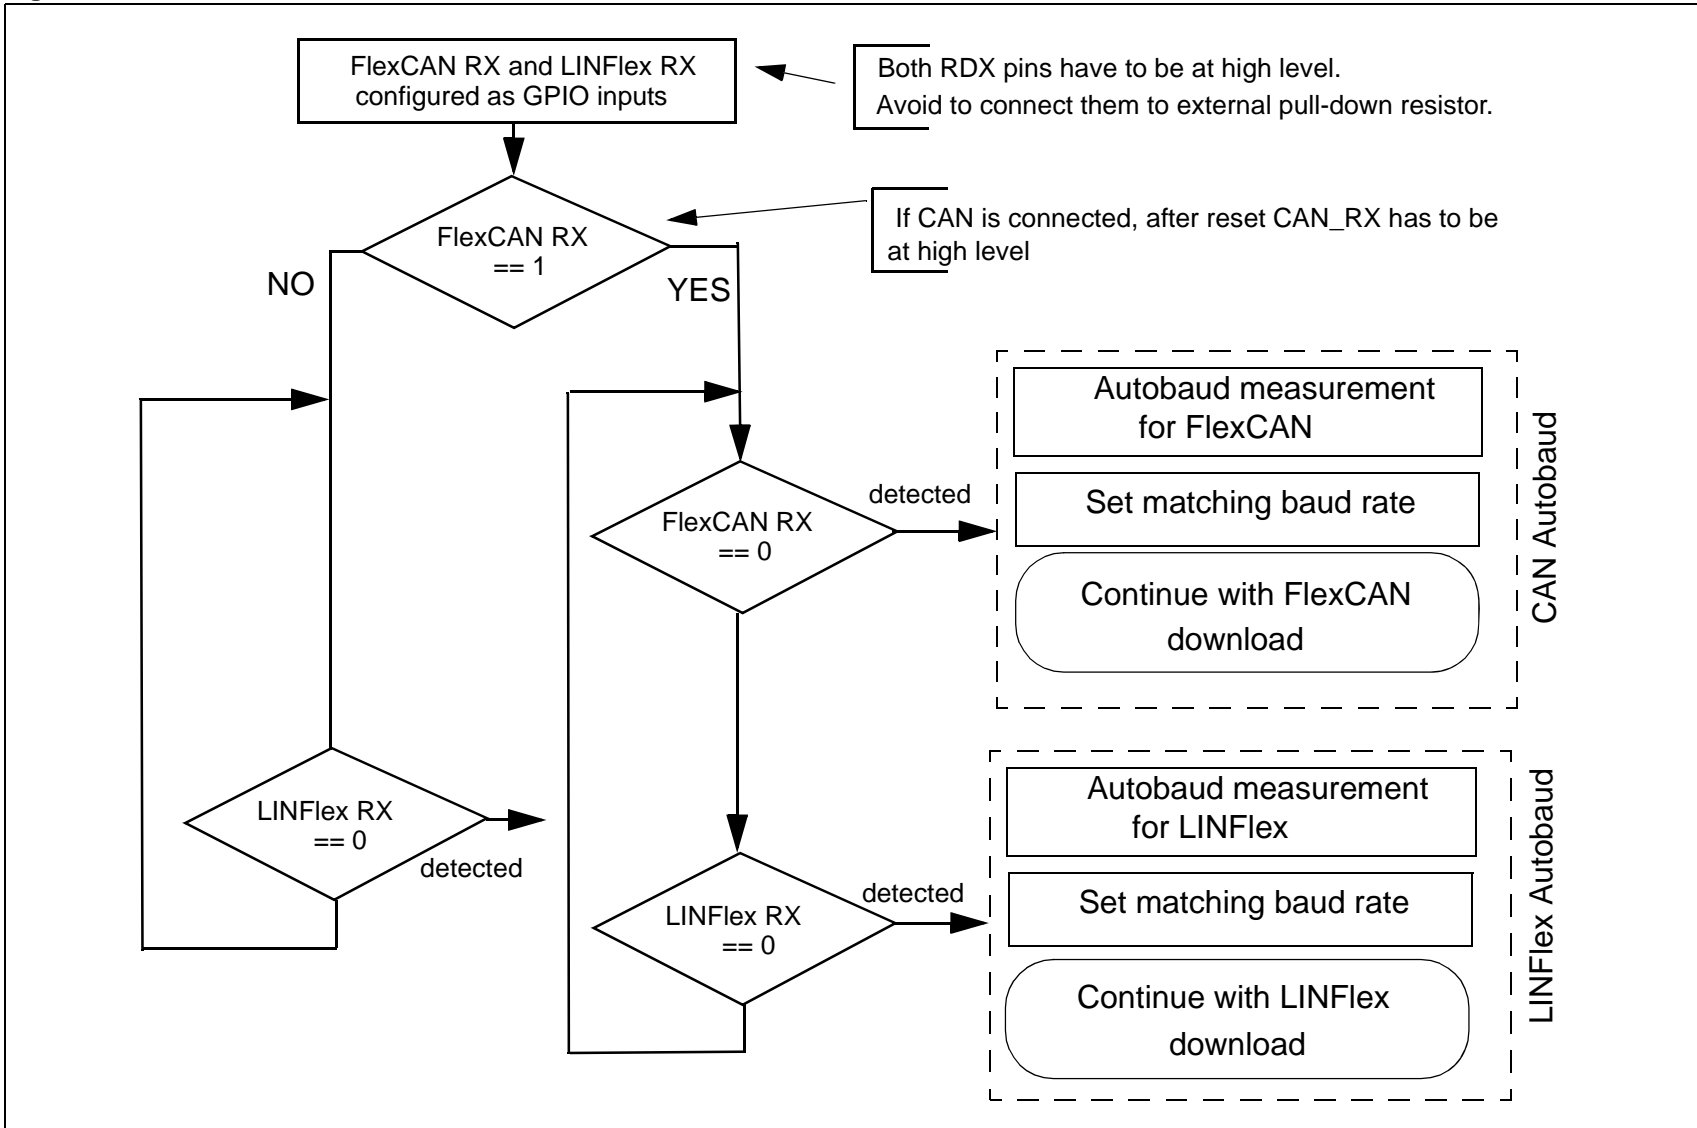 FlexCAN RX and LINFlex RX
configured as GPIO inputs
Both RDX pins have to be at high level.
Avoid to connect them to external pull-down resistor.
If CAN is connected, after reset CAN_RX has to be
at high level
FlexCAN RX
== 1
NO
YES
Autobaud measurement
for FlexCAN
Set matching baud rate
Continue with FlexCAN
download
CAN Autobaud
FlexCAN RX
== 0
detected
LINFlex RX
== 0
detected
LINFlex RX
== 0
detected
Autobaud measurement
for LINFlex
Set matching baud rate
Continue with LINFlex
download
LINFlex Autobaud